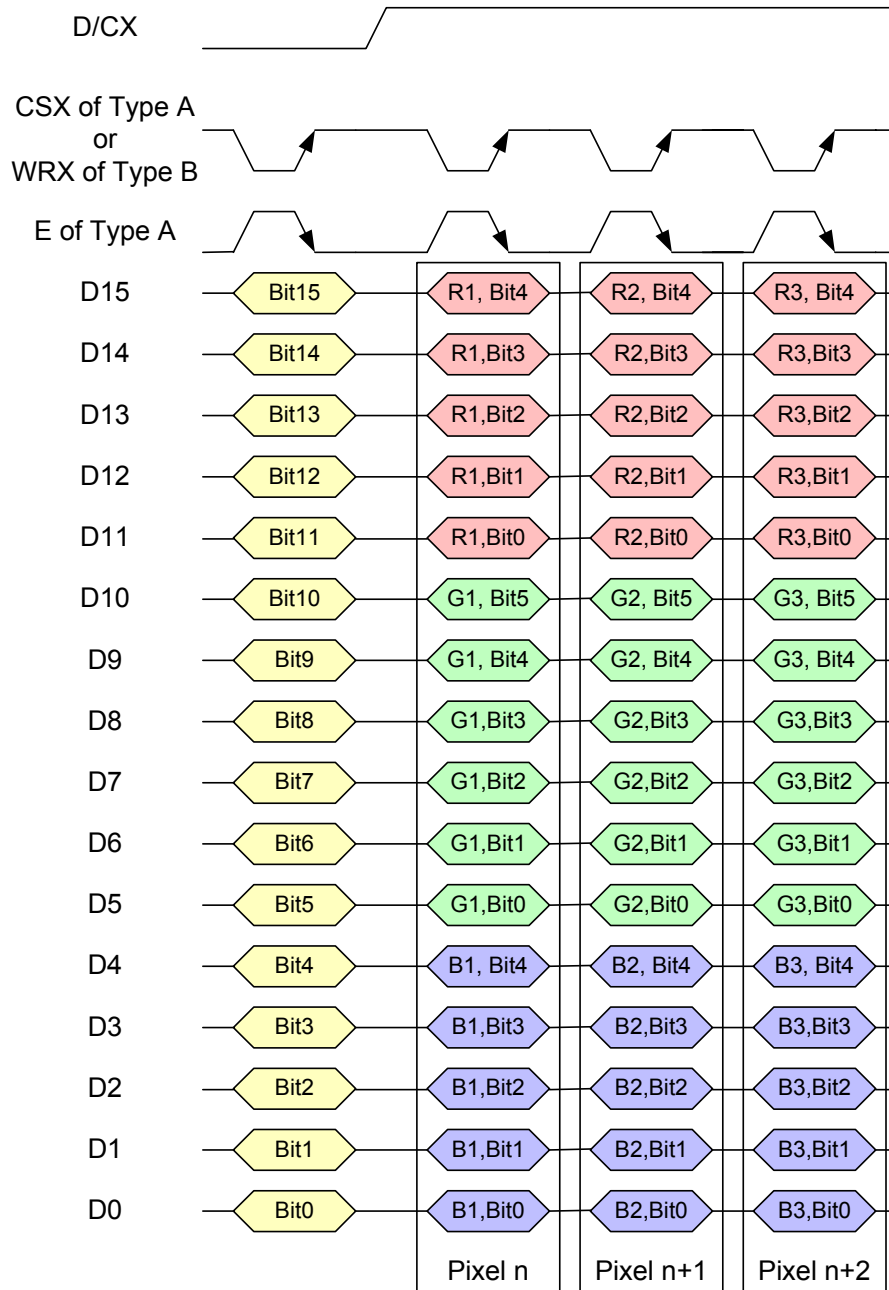 D/CX
CSX of Type A
or
WRX of Type B
E of Type A
D15 Bit15 R1, Bit4 R2, Bit4 R3, Bit4
D14 Bit14 R1,Bit3 R2,Bit3 R3,Bit3
D13 Bit13 R1,Bit2 R2,Bit2 R3,Bit2
D12 Bit12 R1,Bit1 R2,Bit1 R3,Bit1
D11 Bit11 R1,Bit0 R2,Bit0 R3,Bit0
D10 Bit10 G1, Bit5 G2, Bit5 G3, Bit5
D9 Bit9 G1, Bit4 G2, Bit4 G3, Bit4
D8 Bit8 G1,Bit3 G2,Bit3 G3,Bit3
D7 Bit7 G1,Bit2 G2,Bit2 G3,Bit2
D6 Bit6 G1,Bit1 G2,Bit1 G3,Bit1
D5 Bit5 G1,Bit0 G2,Bit0 G3,Bit0
D4 Bit4 B1, Bit4 B2, Bit4 B3, Bit4
D3 Bit3 B1,Bit3 B2,Bit3 B3,Bit3
D2 Bit2 B1,Bit2 B2,Bit2 B3,Bit2
D1 Bit1 B1,Bit1 B2,Bit1 B3,Bit1
D0 Bit0 B1,Bit0 B2,Bit0 B3,Bit0
Pixel n Pixel n+1 Pixel n+2